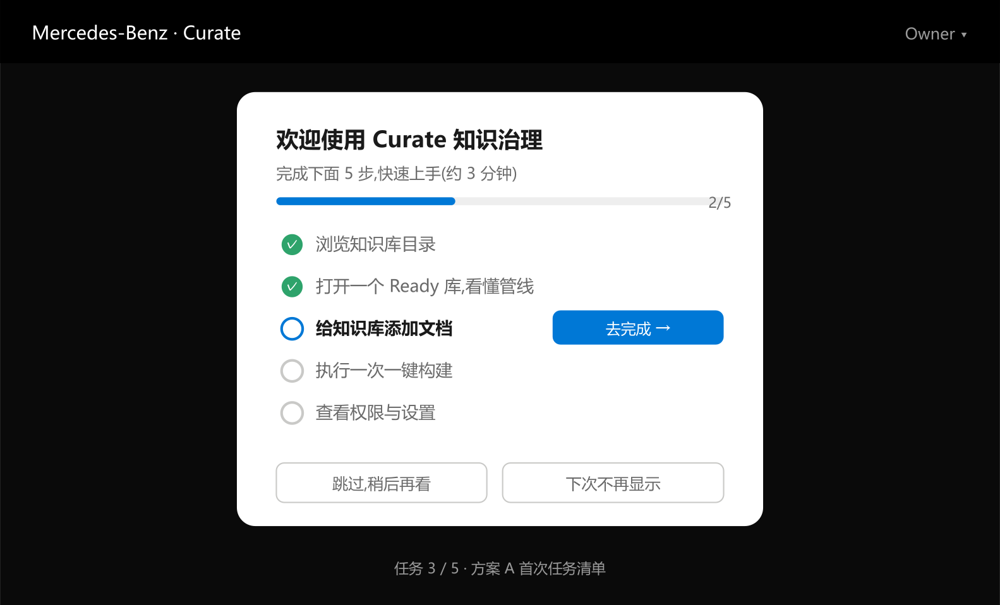 Mercedes-Benz · Curate
Owner ▾
欢迎使用 Curate 知识治理
完成下面 5 步,快速上手(约 3 分钟)
2/5
浏览知识库目录
打开一个 Ready 库,看懂管线
给知识库添加文档
去完成 →
执行一次一键构建
查看权限与设置
跳过,稍后再看
下次不再显示
任务 3 / 5 · 方案 A 首次任务清单